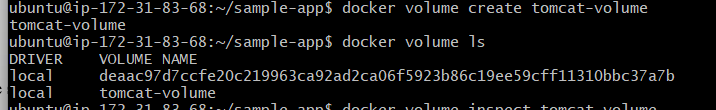 ubuntu@ip-172-31-83-68:~/sample-app$ docker volume create tomcat-volume
tomcat-volume
ubuntu@ip-172-31-83-68:~/sample-app$ docker volume ls
DRIVER    VOLUME NAME
local     deaac97d7ccfe20c219963ca92ad2ca06f5923b86c19ee59cff11310bbc37a7b
local     tomcat-volume
ubuntu@ip-172-31-83-68:~/sample-app$ docker volume inspect tomcat-volume